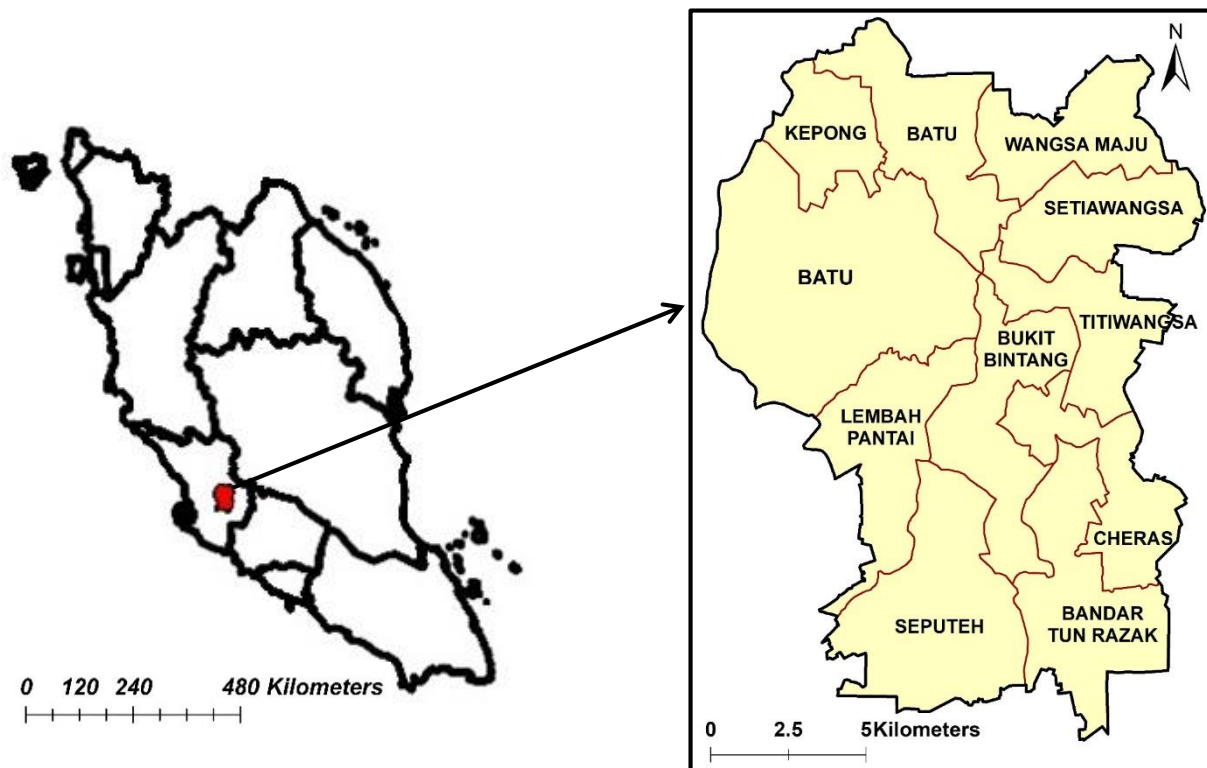 N
KEPONG
BATU
WANGSA MAJU
SETIAWANGSA
BATU
TITIWANGSA
BUKIT
BINTANG
LEMBAH
PANTAI
CHERAS
SEPUTEH
BANDAR
TUN RAZAK
0 120 240 480 Kilometers
0 2.5 5Kilometers